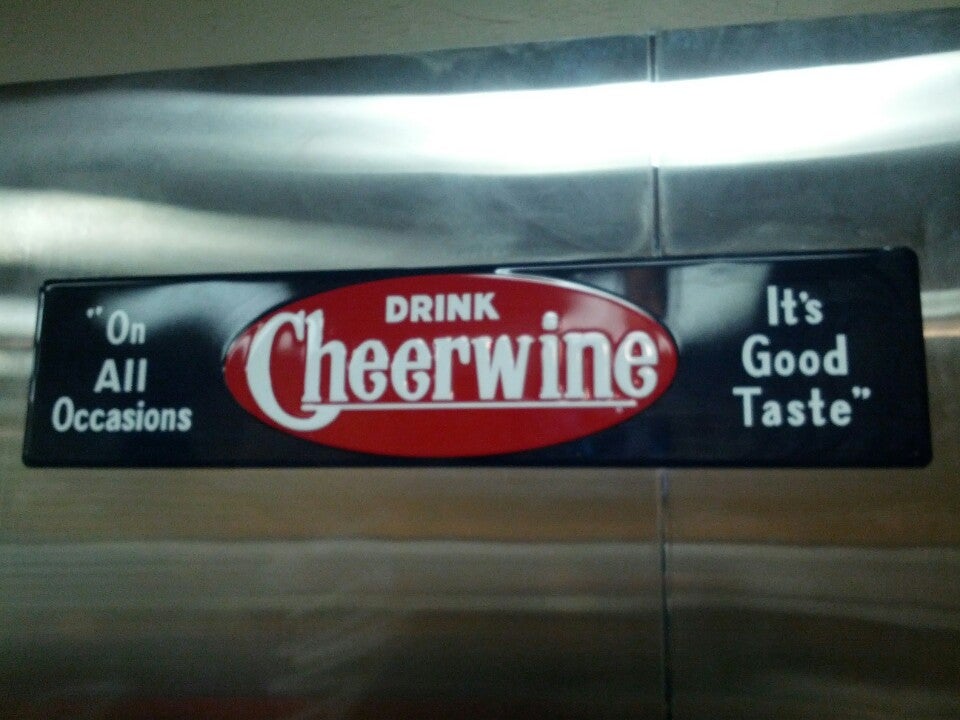 "On
All
Occasions
DRINK
Cheerwine
It's
Good
Taste"